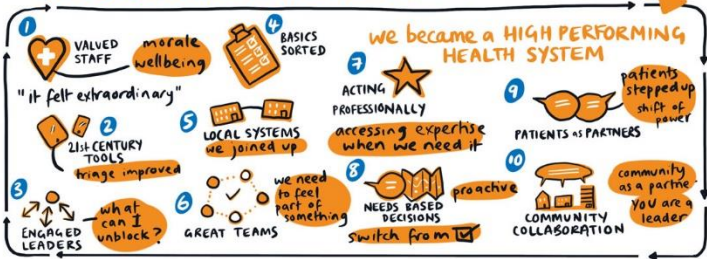 we became a HIGH PERFORMING
HEALTH SYSTEM
1
VALVED
STAFF
morale
wellbeing
"It felt extraordinary"
2
21st CENTURY
TOOLS
triage improved
3
ENGAGED
LEADERS
what
can I
unblock?
4
BASICS
SORTED
5
LOCAL SYSTEMS
we joined up
6
GREAT TEAMS
we need
to feel
part of
something
7
ACTING
PROFESSIONALLY
accessing expertise
when we need it
8
NEEDS BASED
DECISIONS
proactive
switch from
9
PATIENTS as PARTNERS
patients
stepped up
shift of
power
10
COMMUNITY
COLLABORATION
community
as a partne
you are a
leader